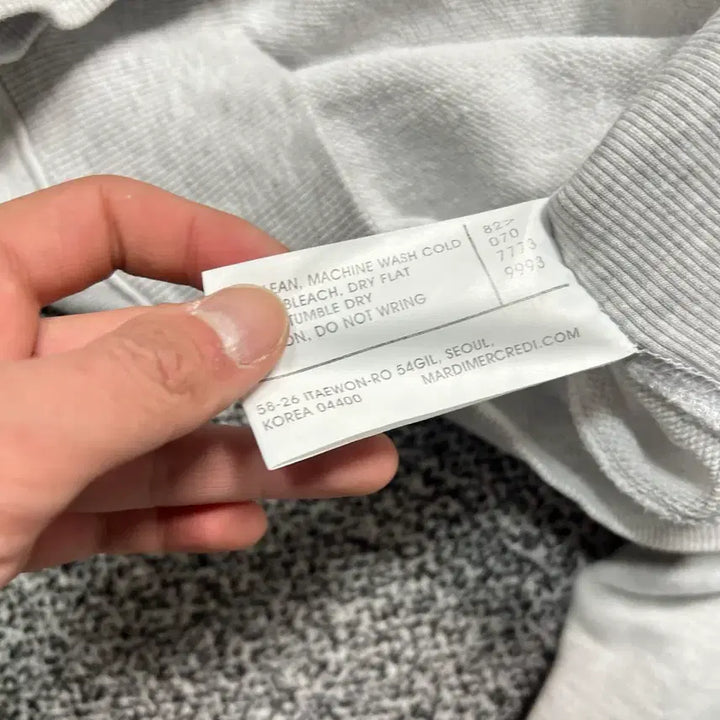 EAN, MACHINE WASH COLD
BLEACH, DRY FLAT
TUMBLE DRY
ON, DO NOT WRING
82>
070
7773
9993
58-26 ITAEWON-RO 54GIL, SEOUL,
KOREA 04400
MARDIMERCREDI.COM